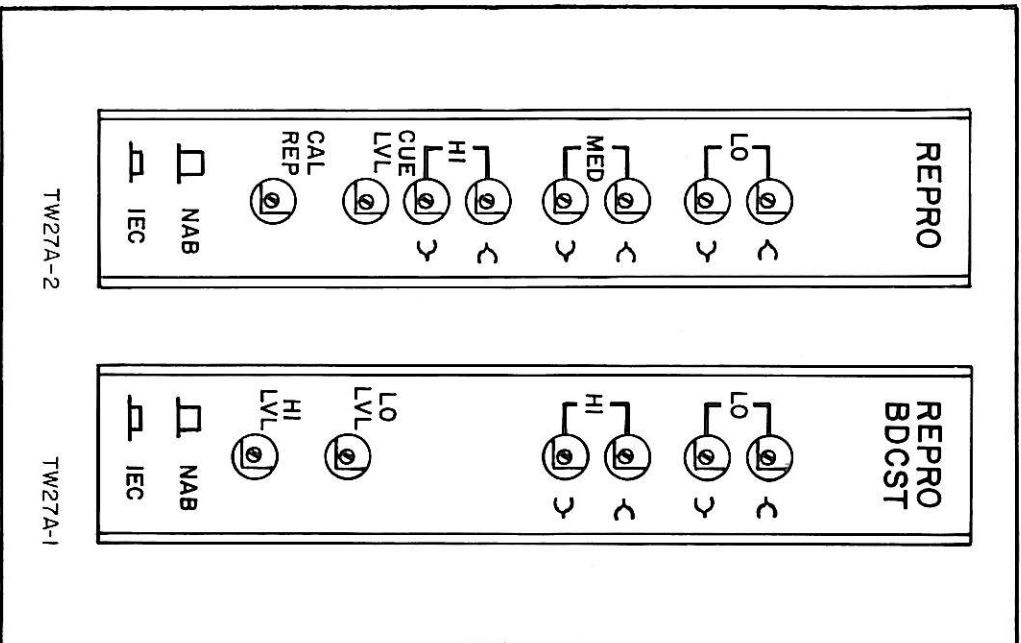 REPRO
LO
MED
HI
CUE
LVL
CAL
REP
NAB
IEC
TW27A-2
REPRO
BDCST
LO
HI
LO
LVL
HI
LVL
NAB
IEC
TW27A-1